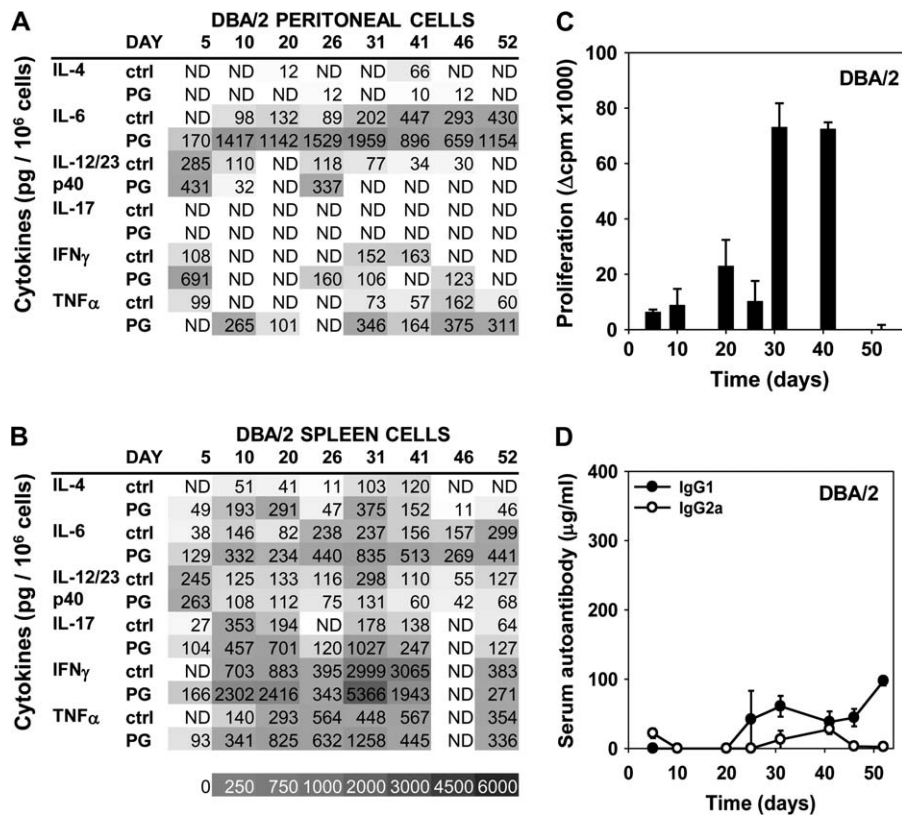 A
DBA/2 PERITONEAL CELLS
DAY 5 10 20 26 31 41 46 52
Cytokines (pg / 10⁶ cells)
IL-4 ctrl ND ND 12 ND ND 66 ND ND
PG ND ND ND 12 ND 10 12 ND
IL-6 ctrl ND 98 132 89 202 447 293 430
PG 170 1417 1142 1529 1959 896 659 1154
IL-12/23 ctrl 285 110 ND 118 77 34 30 ND
p40 PG 431 32 ND 337 ND ND ND ND
IL-17 ctrl ND ND ND ND ND ND ND ND
PG ND ND ND ND ND ND ND ND
IFNγ ctrl 108 ND ND ND 152 163 ND ND
PG 691 ND ND 160 106 ND 123 ND
TNFα ctrl 99 ND ND ND 73 57 162 60
PG ND 265 101 ND 346 164 375 311
B
DBA/2 SPLEEN CELLS
DAY 5 10 20 26 31 41 46 52
Cytokines (pg / 10⁶ cells)
IL-4 ctrl ND 51 41 11 103 120 ND ND
PG 49 193 291 47 375 152 11 46
IL-6 ctrl 38 146 82 238 237 156 157 299
PG 129 332 234 440 835 513 269 441
IL-12/23 ctrl 245 125 133 116 298 110 55 127
p40 PG 263 108 112 75 131 60 42 68
IL-17 ctrl 27 353 194 ND 178 138 ND 64
PG 104 457 701 120 1027 247 ND 127
IFNγ ctrl ND 703 883 395 2999 3065 ND 383
PG 166 2302 2416 343 5366 1943 ND 271
TNFα ctrl ND 140 293 564 448 567 ND 354
PG 93 341 825 632 1258 445 ND 336
0 250 750 1000 2000 3000 4500 6000
C
DBA/2
Proliferation (Δcpm x1000)
100
80
60
40
20
0
0 10 20 30 40 50
Time (days)
D
DBA/2
IgG1
IgG2a
Serum autoantibody (μg/ml)
400
300
200
100
0
0 10 20 30 40 50
Time (days)